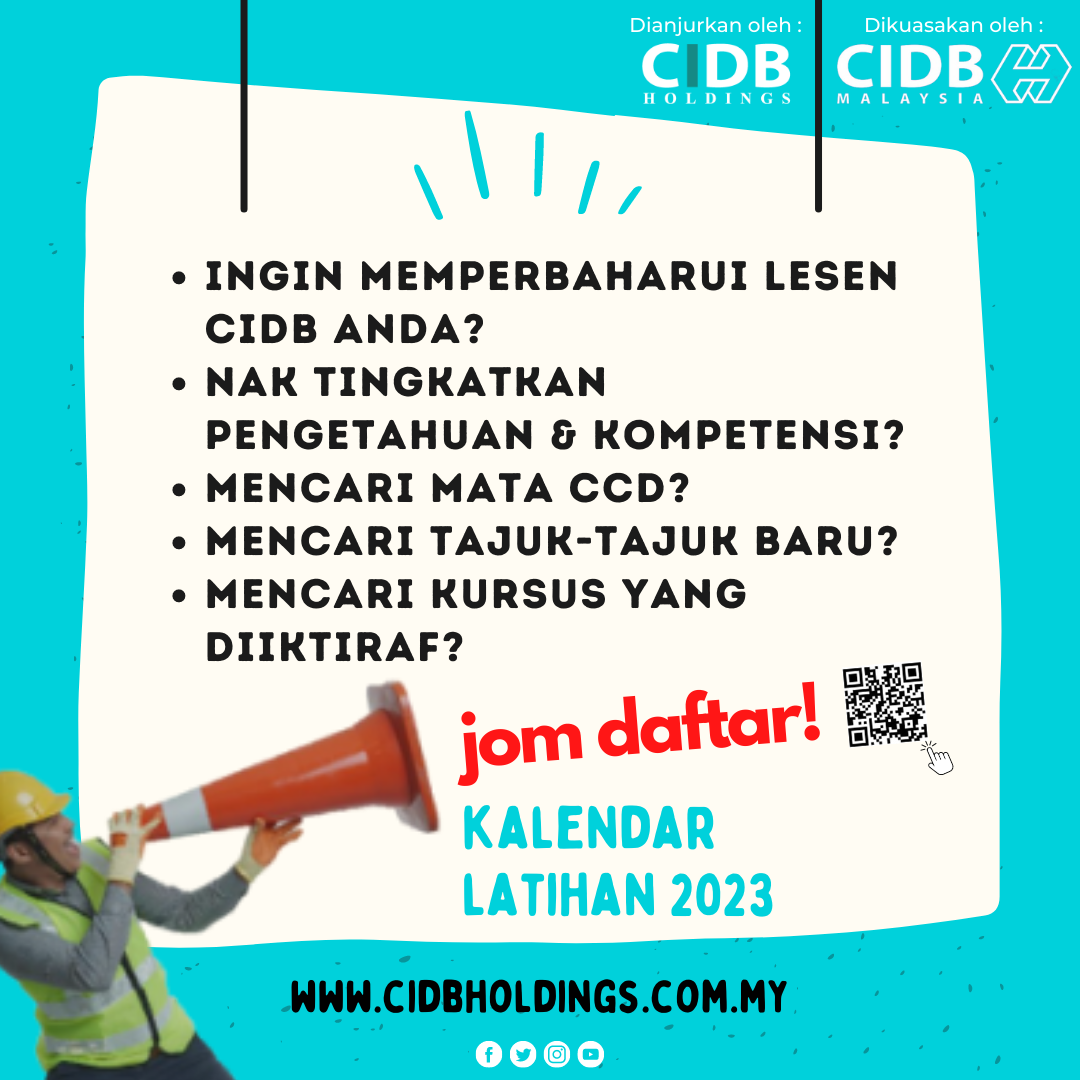 Dianjurkan oleh :
CIDB
HOLDINGS
Dikuasakan oleh :
CIDB
MALAYSIA
• INGIN MEMPERBAHARUI LESEN
CIDB ANDA?
• NAK TINGKATKAN
PENGETAHUAN & KOMPETENSI?
• MENCARI MATA CCD?
• MENCARI TAJUK-TAJUK BARU?
• MENCARI KURSUS YANG
DIIKTIRAF?
jom daftar!
KALENDAR
LATIHAN 2023
WWW.CIDBHOLDINGS.COM.MY